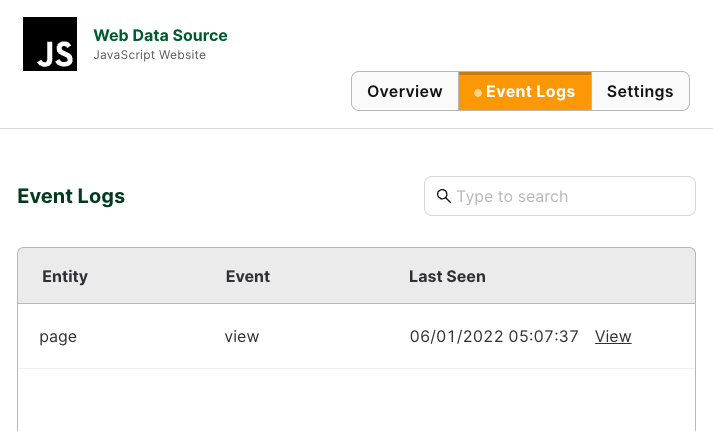 JS
Web Data Source
JavaScript Website
Overview
Event Logs
Settings
Event Logs
Type to search
Entity Event Last Seen
page view 06/01/2022 05:07:37 View